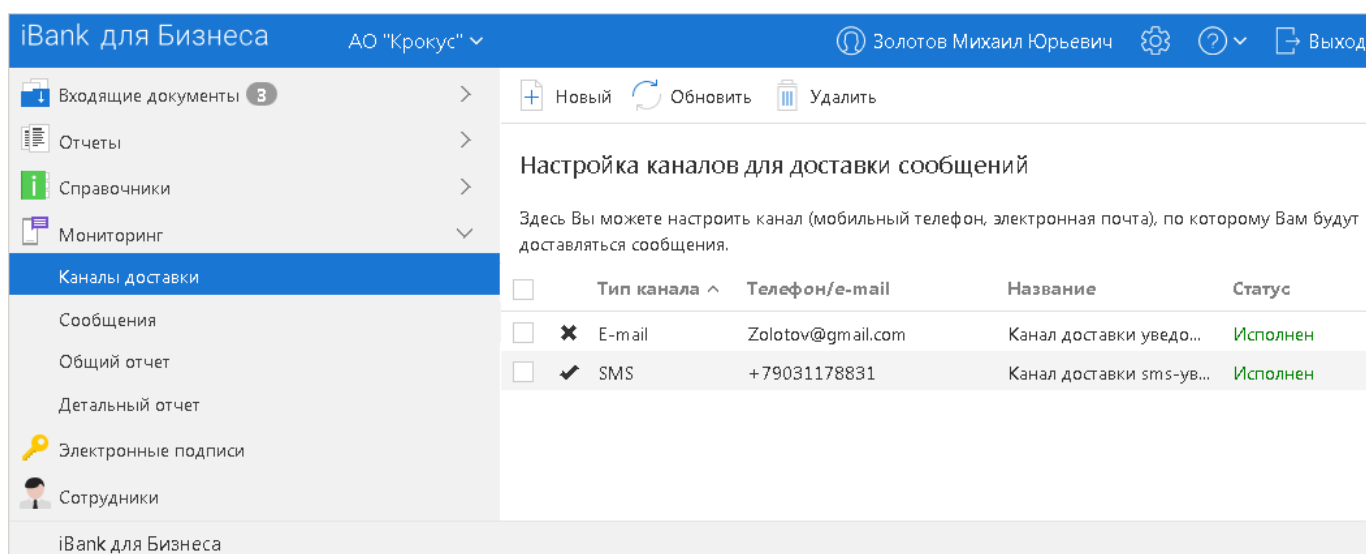 iBank для Бизнеса АО "Крокус" Золотов Михаил Юрьевич ? Выход
Входящие документы 3
Отчеты
Справочники
Мониторинг
Каналы доставки
Сообщения
Общий отчет
Детальный отчет
Электронные подписи
Сотрудники
iBank для Бизнеса
Новый Обновить Удалить
Настройка каналов для доставки сообщений
Здесь Вы можете настроить канал (мобильный телефон, электронная почта), по которому Вам будут
доставляться сообщения.
Тип канала Телефон/e-mail Название Статус
E-mail Zolotov@gmail.com Канал доставки уведо... Исполнен
SMS +79031178831 Канал доставки sms-ув... Исполнен